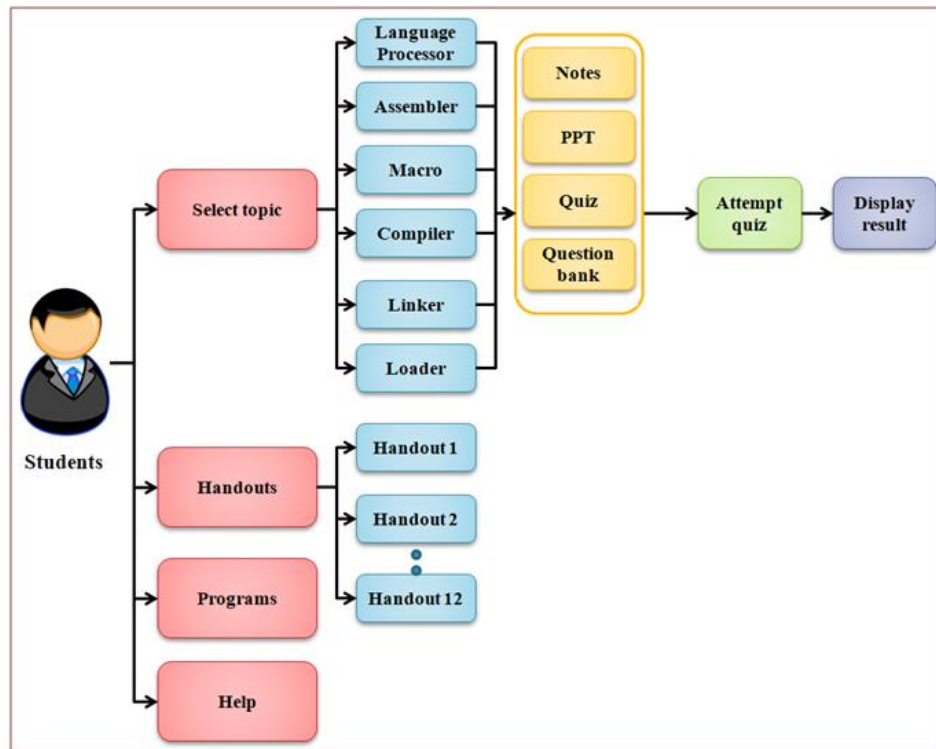 Language
Processor
Assembler
Macro
Compiler
Linker
Loader
Notes
PPT
Quiz
Question
bank
Select topic
Attempt
quiz
Display
result
Students
Handouts
Handout 1
Handout 2
Handout 12
Programs
Help